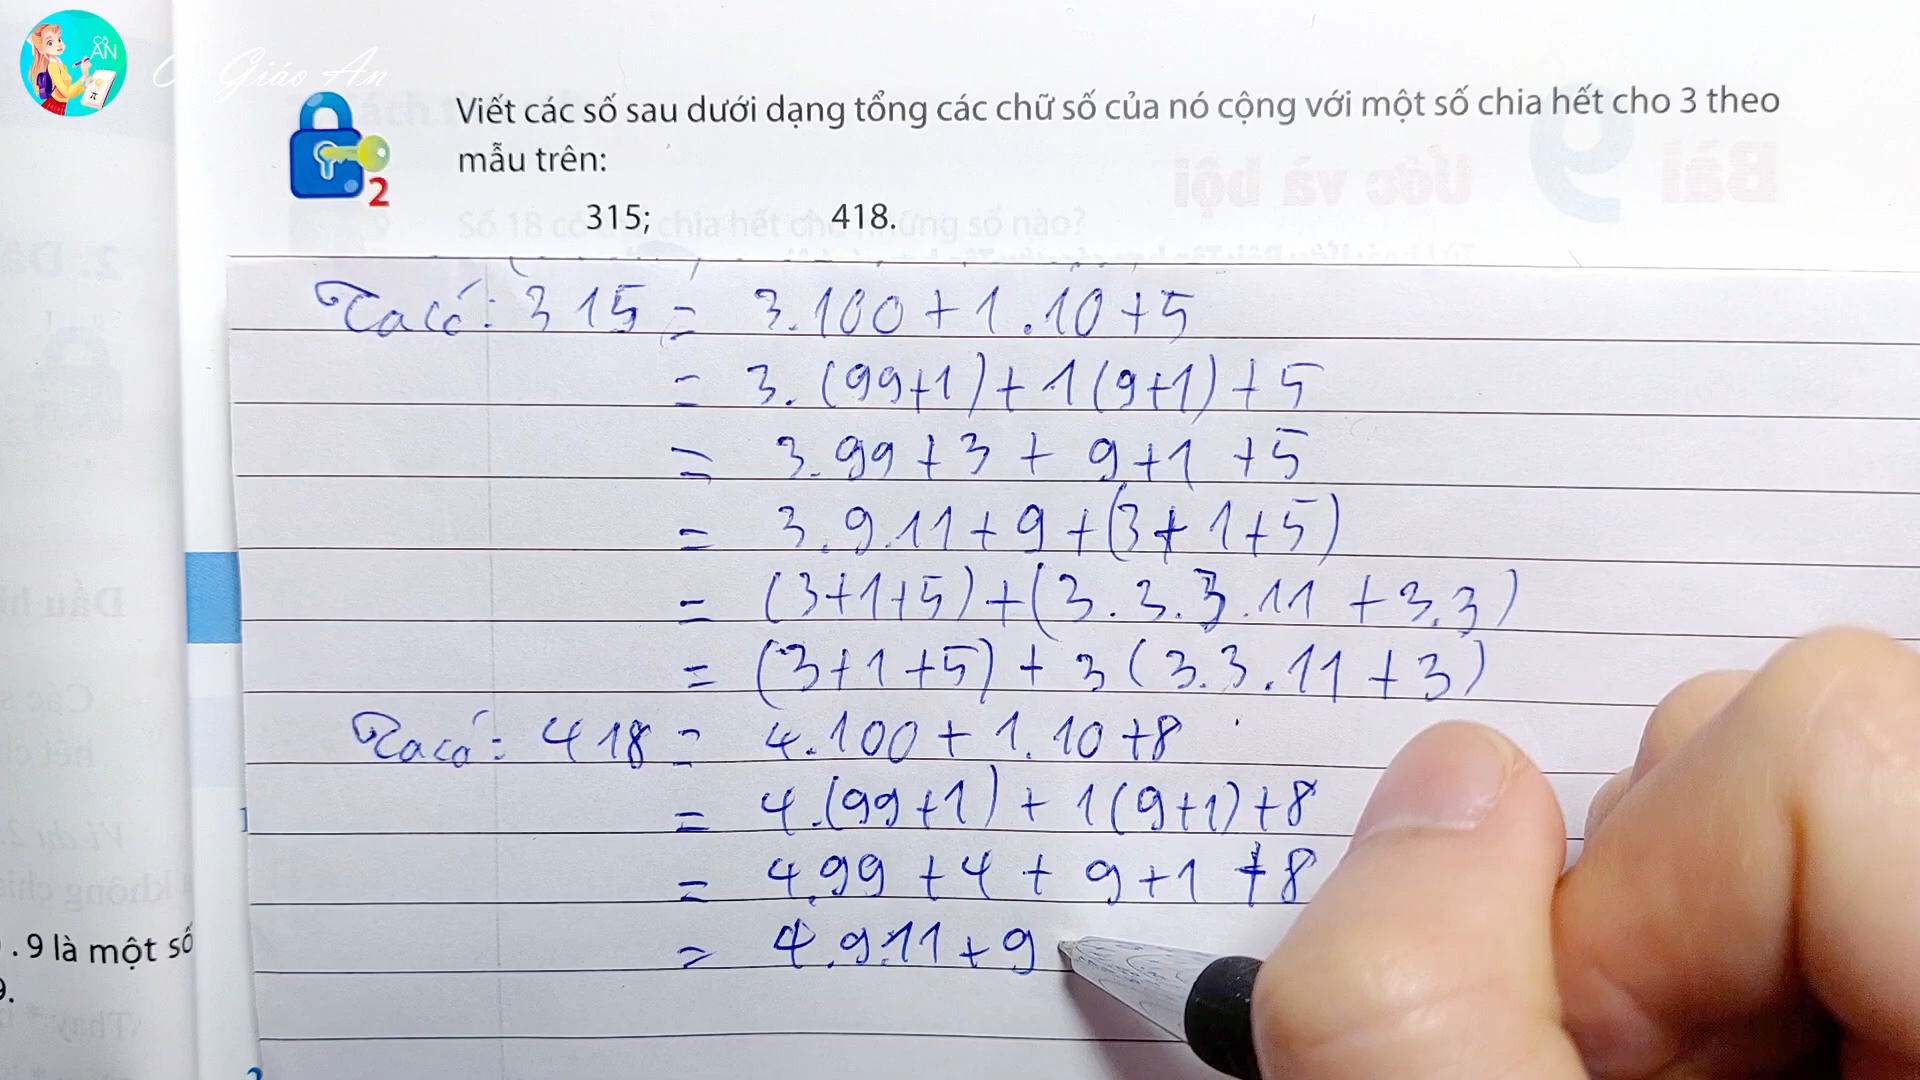 CÔ AN
Cô Giáo An
Viết các số sau dưới dạng tổng các chữ số của nó cộng với một số chia hết cho 3 theo
mẫu trên:
2
315; 418.
Ta có: 315 = 3.100 + 1.10 + 5
= 3.(99+1) + 1(9+1) + 5
= 3.99 + 3 + 9 + 1 + 5
= 3.9.11 + 9 + (3 + 1 + 5)
= (3+1+5) + (3.3.3.11 + 3.3)
= (3+1+5) + 3(3.3.11 + 3)
Ta có: 418 = 4.100 + 1.10 + 8
= 4.(99+1) + 1(9+1) + 8
= 4.99 + 4 + 9 + 1 + 8
= 4.9.11 + 9
. 9 là một số